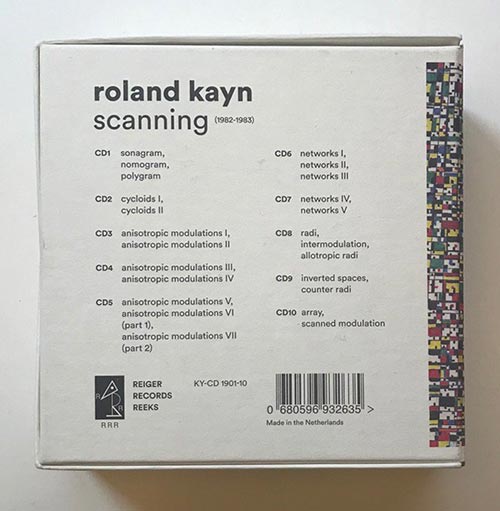 roland kayn
scanning (1982-1983)
CD1 sonagram,
nomogram,
polygram
CD2 cycloids I,
cycloids II
CD3 anisotropic modulations I,
anisotropic modulations II
CD4 anisotropic modulations III,
anisotropic modulations IV
CD5 anisotropic modulations V,
anisotropic modulations VI
(part 1),
anisotropic modulations VII
(part 2)
CD6 networks I,
networks II,
networks III
CD7 networks IV,
networks V
CD8 radi,
intermodulation,
allotropic radi
CD9 inverted spaces,
counter radi
CD10 array,
scanned modulation
REIGER
RECORDS
REEKS
RRR
KY-CD 1901-10
0 680596 932635 >
Made in the Netherlands